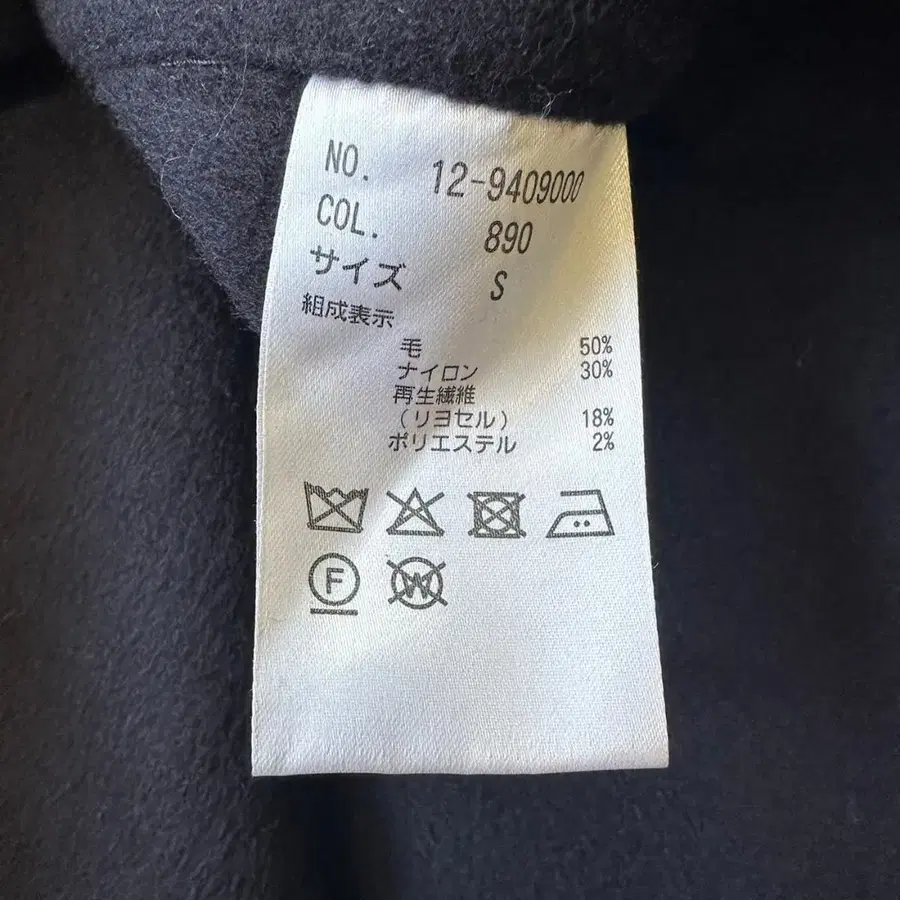 NO. 12-9409000
COL. 890
サイズ S
組成表示
毛 50%
ナイロン 30%
再生繊維
(リヨセル) 18%
ポリエステル 2%
F W